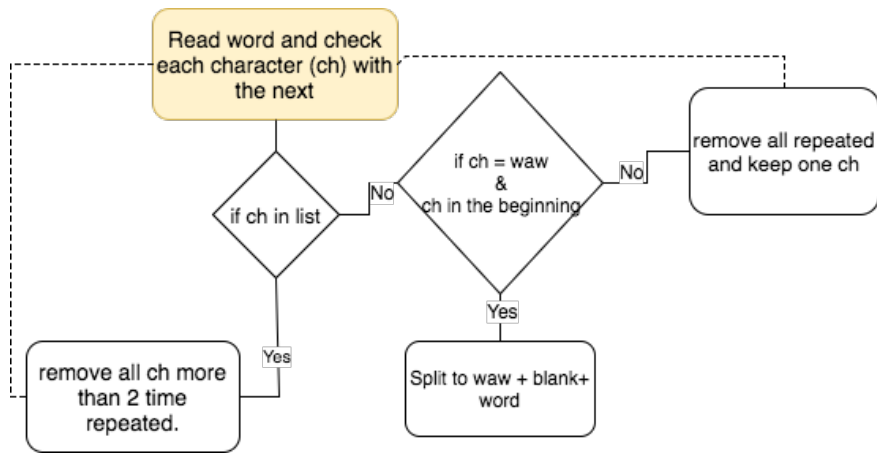 Read word and check
each character (ch) with
the next
if ch in list
No
if ch = waw
&
ch in the beginning
No
remove all repeated
and keep one ch
Yes
Yes
remove all ch more
than 2 time
repeated.
Split to waw + blank+
word